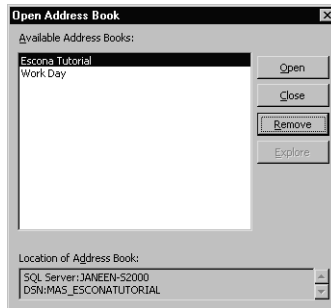 Open Address Book
Available Address Books:
Escona Tutorial
Work Day
Open
Close
Remove
Explore
Location of Address Book:
SQL Server:JANEEN-S2000
DSN:MAS_ESCONATUTORIAL